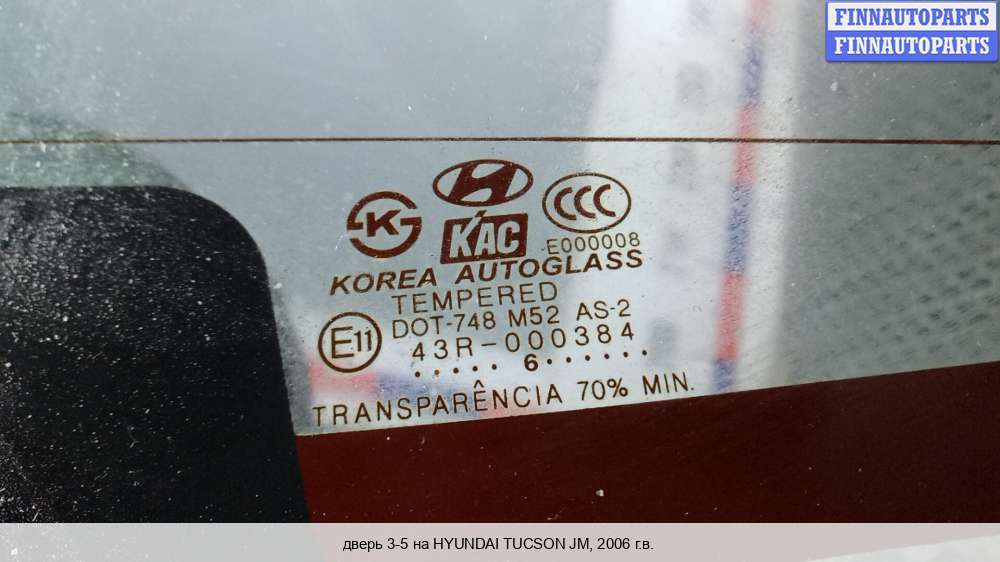 FINNAUTOPARTS
FINNAUTOPARTS
K
KAC
CCC
E000008
KOREA AUTOGLASS
TEMPERED
DOT-748 M52 AS-2
E11
43R-000384
.....6......
TRANSPARÊNCIA 70% MIN.
дверь 3-5 на HYUNDAI TUCSON JM, 2006 г.в.